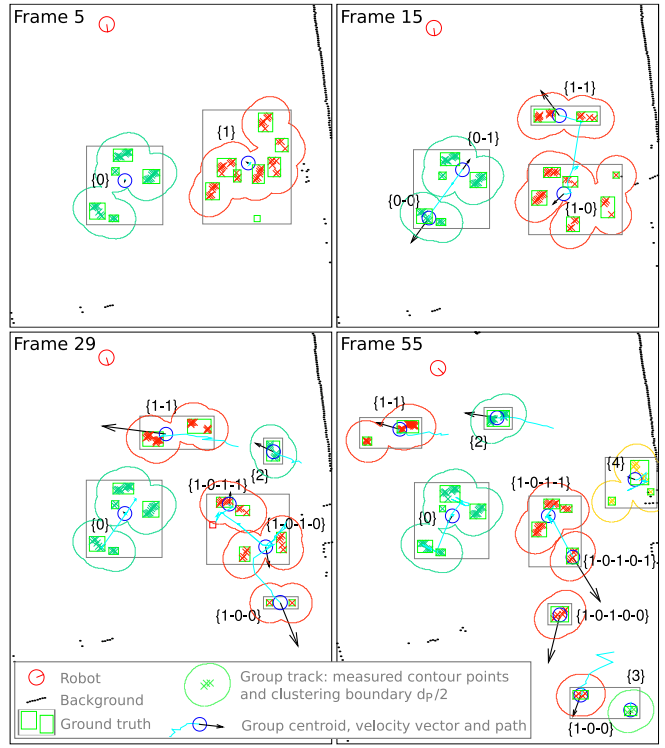 Frame 5
{0}
{1}
Frame 15
{1-1}
{0-1}
{0-0}
{1-0}
Frame 29
{1-1}
{2}
{1-0-1-1}
{0}
{1-0-1-0}
{1-0-0}
Frame 55
{1-1}
{2}
{4}
{1-0-1-1}
{0}
{1-0-1-0-1}
{1-0-1-0-0}
{3}
{1-0-0}
Robot
Background
Ground truth
Group track: measured contour points
and clustering boundary dP/2
Group centroid, velocity vector and path